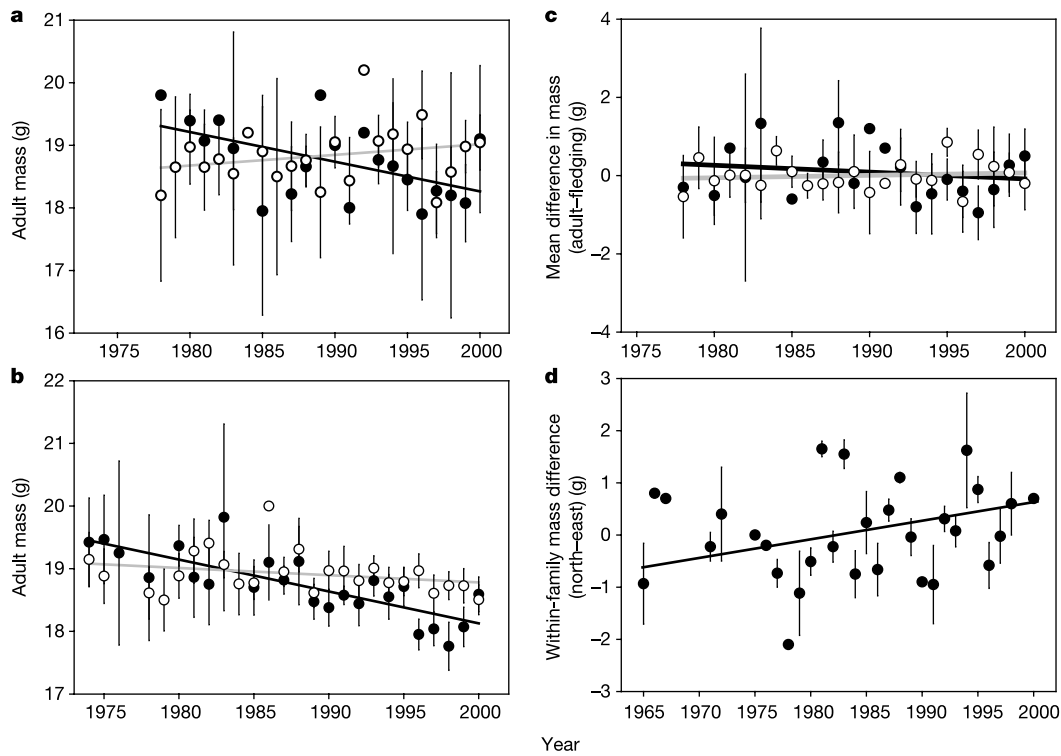 a
Adult mass (g)
21
20
19
18
17
16
1975 1980 1985 1990 1995 2000
b
Adult mass (g)
22
21
20
19
18
17
1975 1980 1985 1990 1995 2000
c
Mean difference in mass
(adult–fledging) (g)
4
2
0
–2
–4
1975 1980 1985 1990 1995 2000
d
Within-family mass difference
(north–east) (g)
3
2
1
0
–1
–2
–3
1965 1970 1975 1980 1985 1990 1995 2000
Year